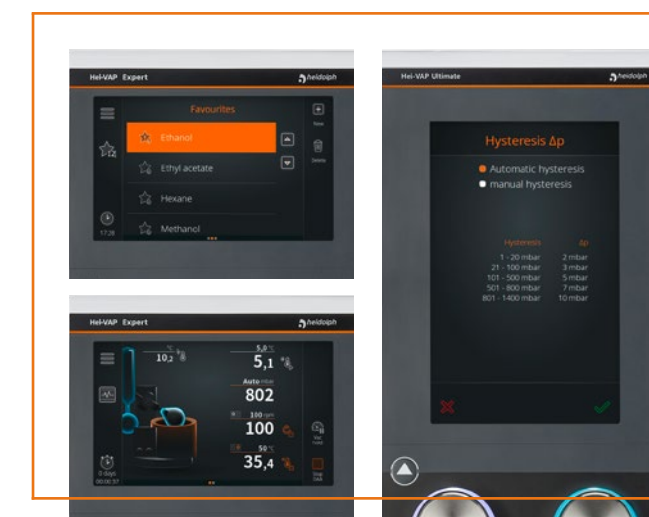 Hei-VAP Expert
heidolph
Favourites
Ethanol
New
Ethyl acetate
Delete
Hexane
17:28
Methanol
Hei-VAP Expert
heidolph
°C
10,2
5,0 °C
5,1
Auto mbar
802
100 rpm
100
50 °C
35,4
0 days
00:00:37
Stop
Hei-VAP Ultimate
heidolph
Hysteresis Δp
Automatic hysteresis
manual hysteresis
Hysteresis Δp
1 - 20 mbar 2 mbar
21 - 100 mbar 3 mbar
101 - 500 mbar 5 mbar
501 - 800 mbar 7 mbar
801 - 1400 mbar 10 mbar